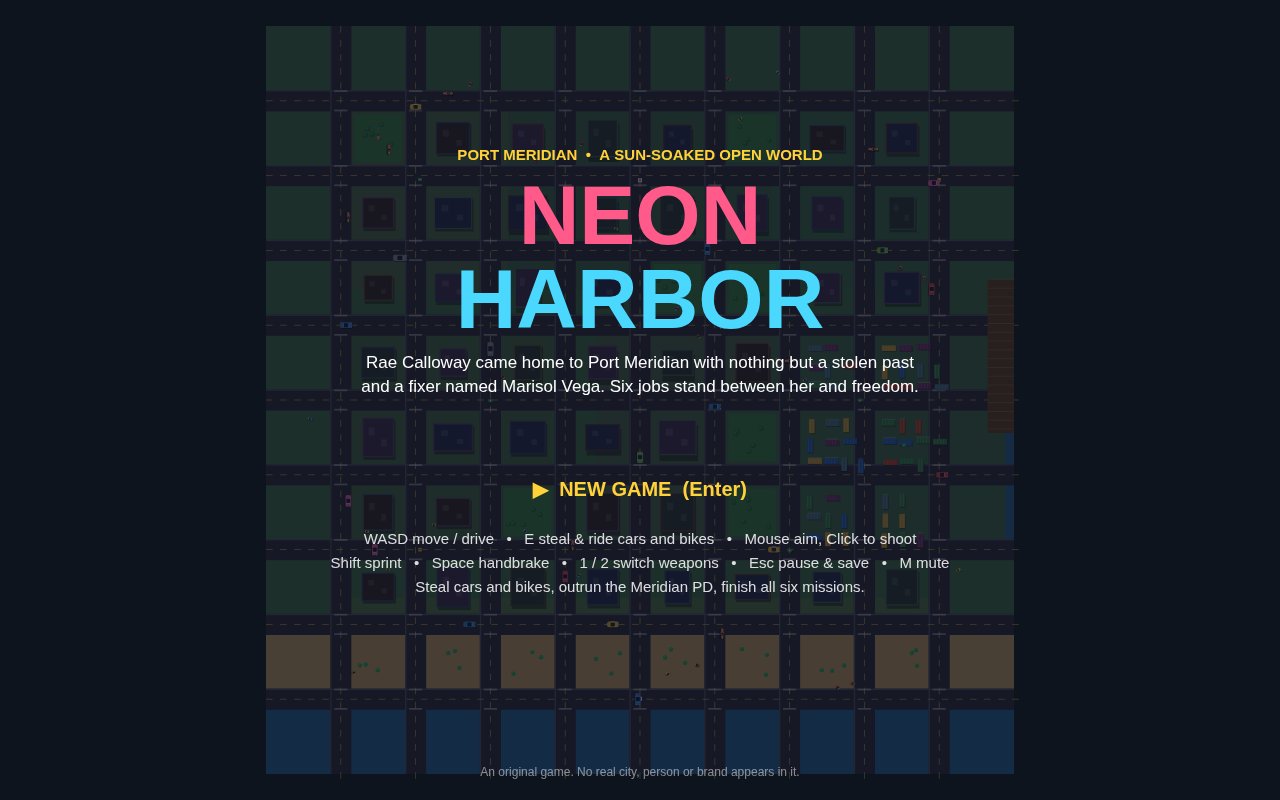 PORT MERIDIAN • A SUN-SOAKED OPEN WORLD
NEON
HARBOR
Rae Calloway came home to Port Meridian with nothing but a stolen past
and a fixer named Marisol Vega. Six jobs stand between her and freedom.
▶ NEW GAME (Enter)
WASD move / drive • E steal & ride cars and bikes • Mouse aim, Click to shoot
Shift sprint • Space handbrake • 1 / 2 switch weapons • Esc pause & save • M mute
Steal cars and bikes, outrun the Meridian PD, finish all six missions.
An original game. No real city, person or brand appears in it.